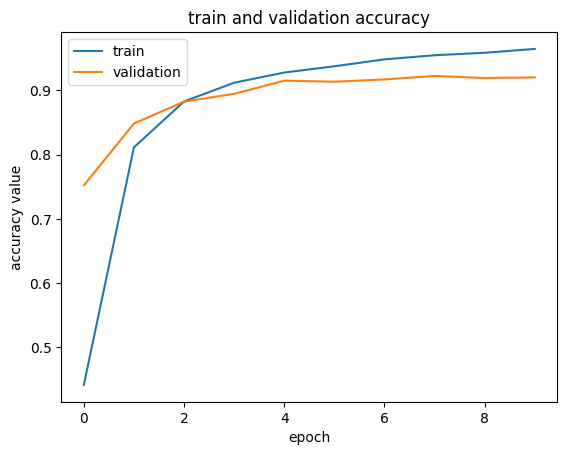 train and validation accuracy
train
validation
accuracy value
0.9
0.8
0.7
0.6
0.5
0 2 4 6 8
epoch